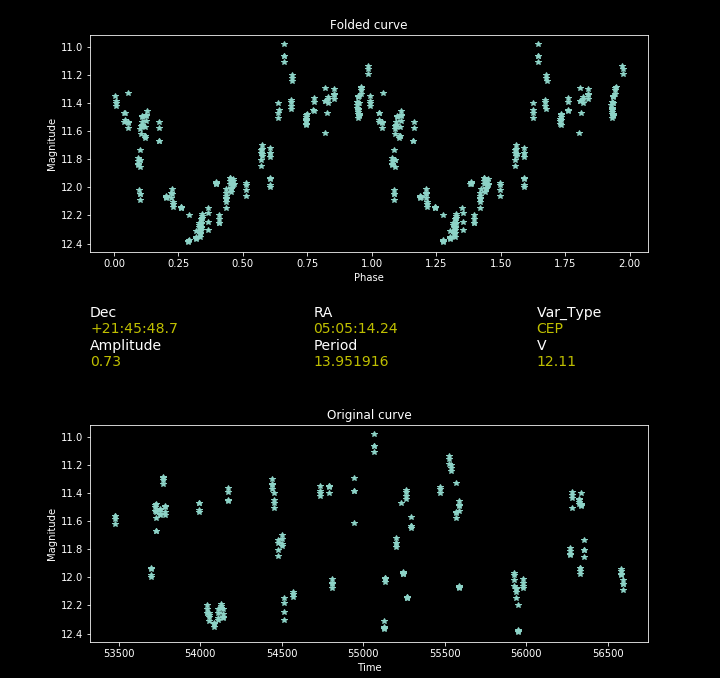 Folded curve
11.0
11.2
11.4
11.6
11.8
12.0
12.2
12.4
Magnitude
0.00 0.25 0.50 0.75 1.00 1.25 1.50 1.75 2.00
Phase
Dec RA Var_Type
+21:45:48.7 05:05:14.24 CEP
Amplitude Period V
0.73 13.951916 12.11
Original curve
11.0
11.2
11.4
11.6
11.8
12.0
12.2
12.4
Magnitude
53500 54000 54500 55000 55500 56000 56500
Time